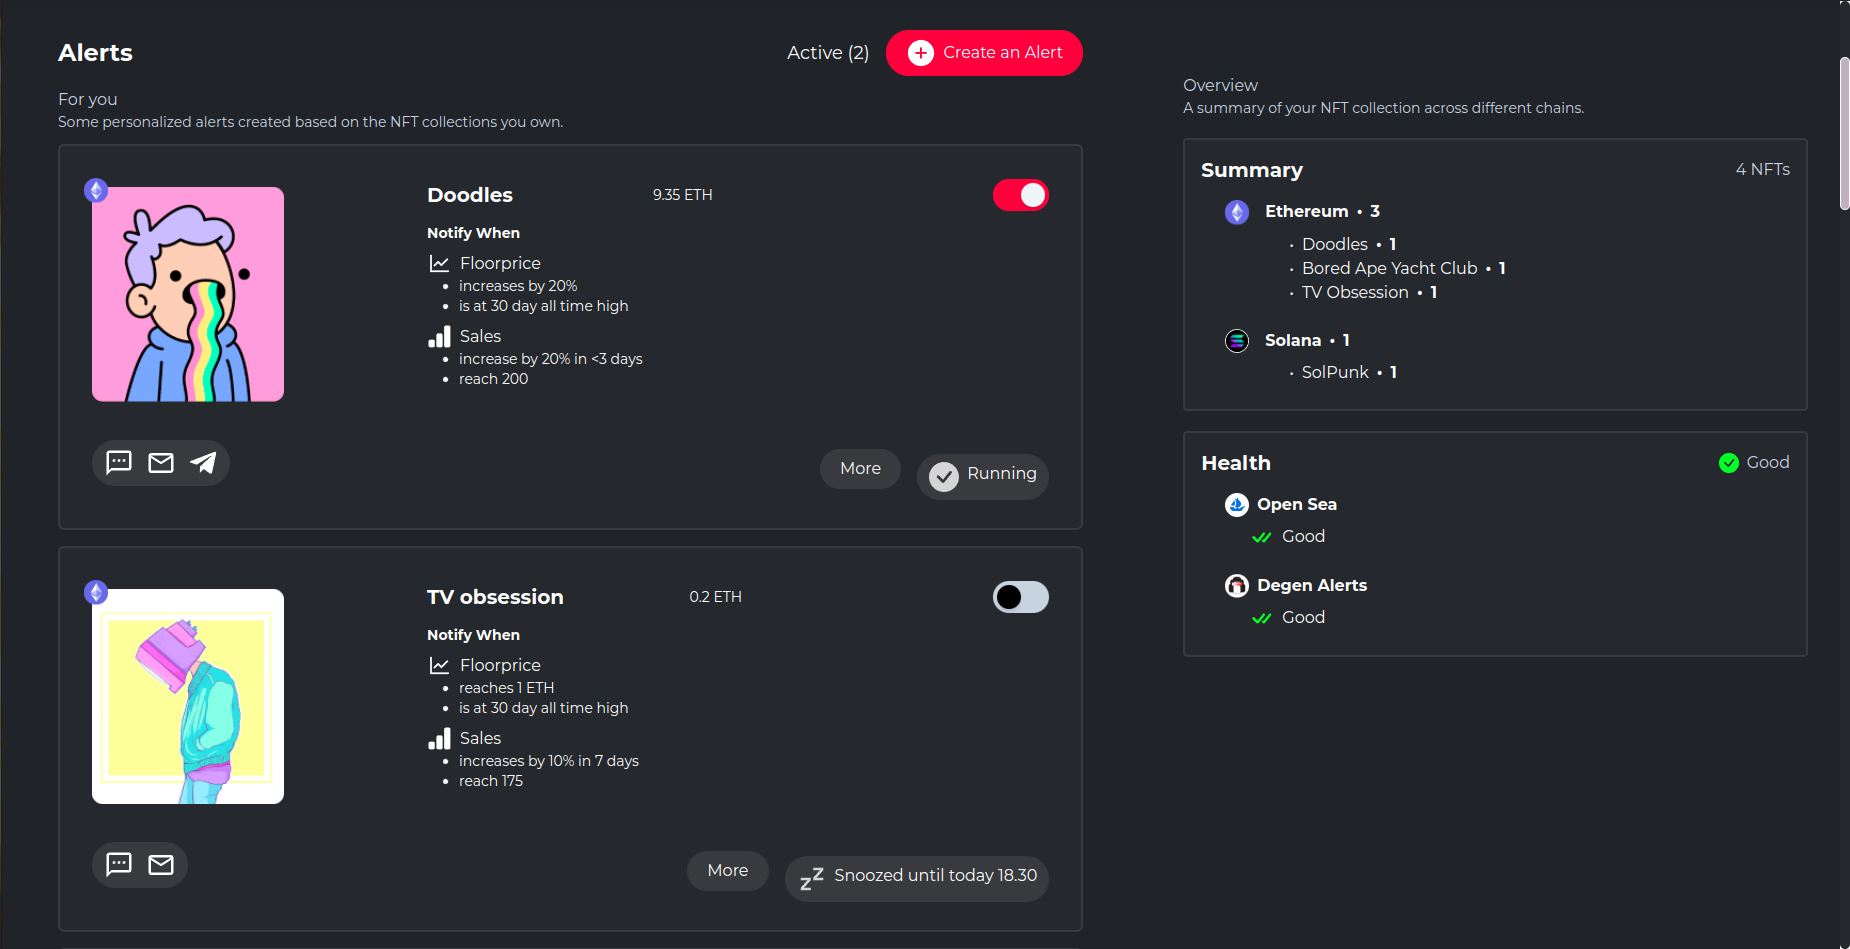 Alerts
Active (2)
Create an Alert
For you
Some personalized alerts created based on the NFT collections you own.
Doodles
9.35 ETH
Notify When
Floorprice
• increases by 20%
• is at 30 day all time high
Sales
• increase by 20% in <3 days
• reach 200
More
Running
TV obsession
0.2 ETH
Notify When
Floorprice
• reaches 1 ETH
• is at 30 day all time high
Sales
• increases by 10% in 7 days
• reach 175
More
zZ Snoozed until today 18.30
Overview
A summary of your NFT collection across different chains.
Summary
4 NFTs
Ethereum • 3
· Doodles • 1
· Bored Ape Yacht Club • 1
· TV Obsession • 1
Solana • 1
· SolPunk • 1
Health
Good
Open Sea
Good
Degen Alerts
Good